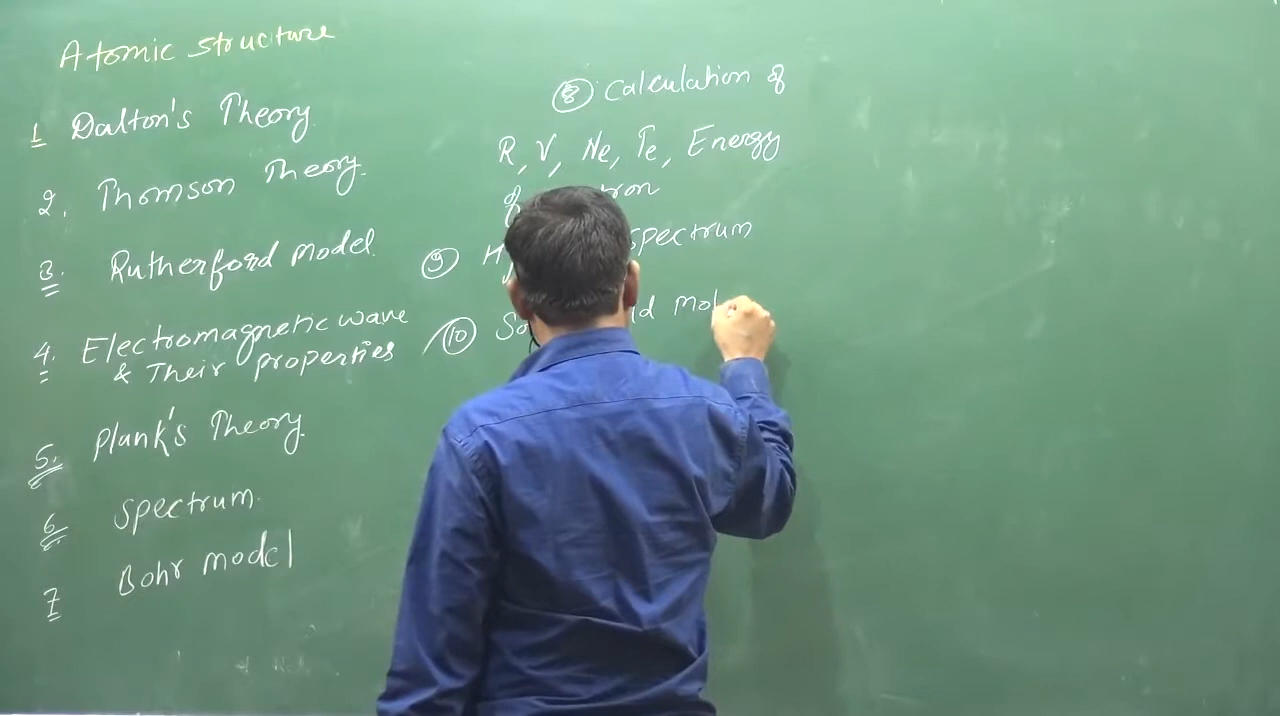 Atomic structure
1 Dalton's Theory.
2. Thomson Theory.
3. Rutherford model.
4. Electromagnetic wave
& Their properties
5. Plank's Theory.
6 Spectrum.
7 Bohr model
8 Calculation of
R, V, Ne, Te, Energy
of
9 spectrum
10